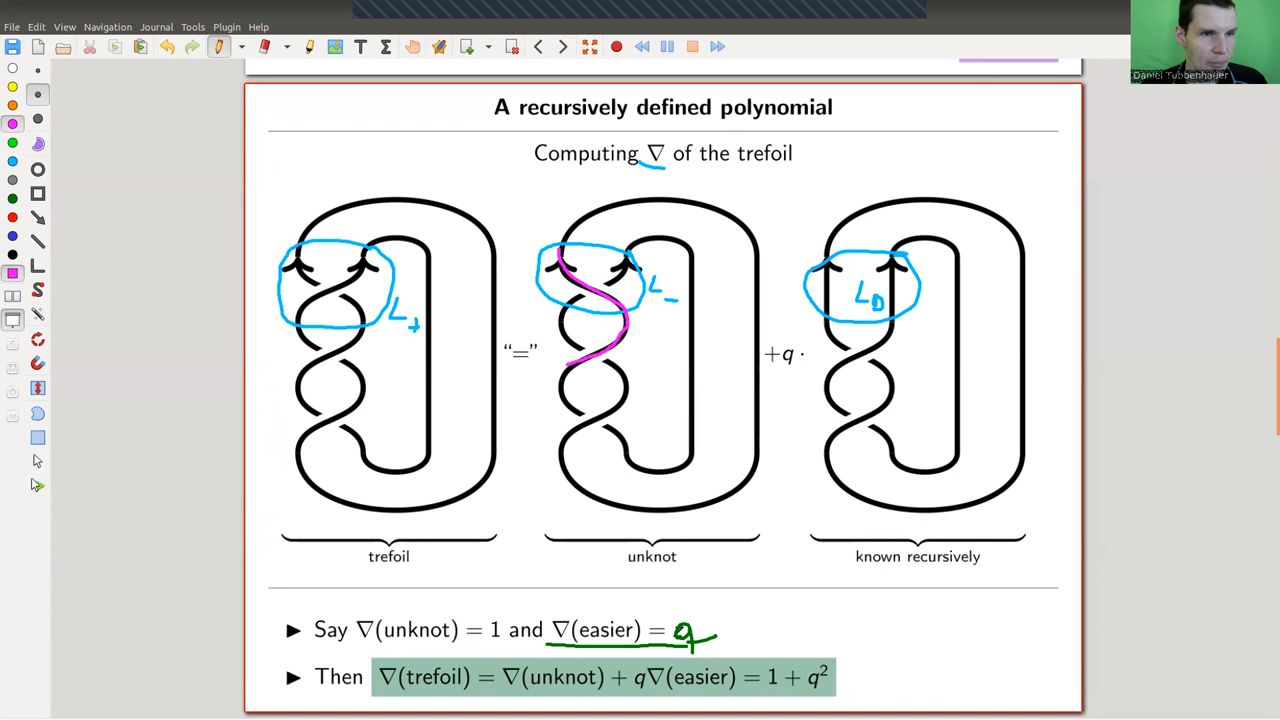 File Edit View Navigation Journal Tools Plugin Help
Daniel Tubbenhauer
A recursively defined polynomial
Computing ∇ of the trefoil
L+
"="
L-
+q ·
L0
trefoil
unknot
known recursively
► Say ∇(unknot) = 1 and ∇(easier) = q
► Then ∇(trefoil) = ∇(unknot) + q∇(easier) = 1 + q²